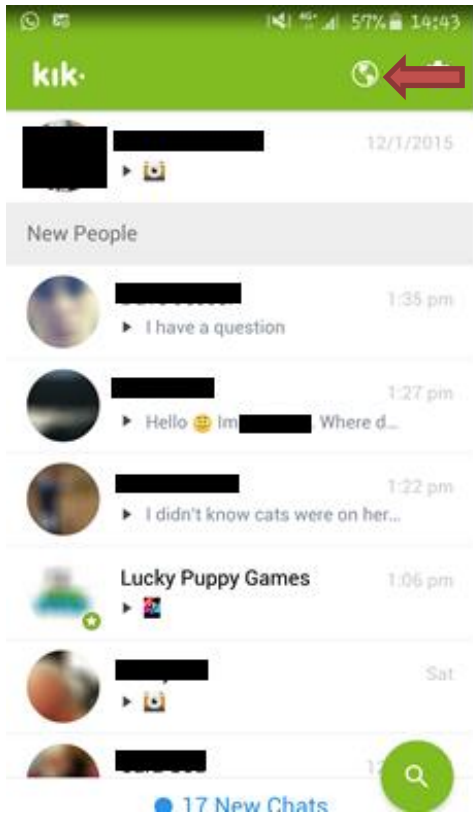 4G 57% 14:43
kik·
12/1/2015
New People
1:35 pm
I have a question
1:27 pm
Hello Im Where d...
1:22 pm
I didn't know cats were on her...
Lucky Puppy Games 1:06 pm
Sat
17 New Chats